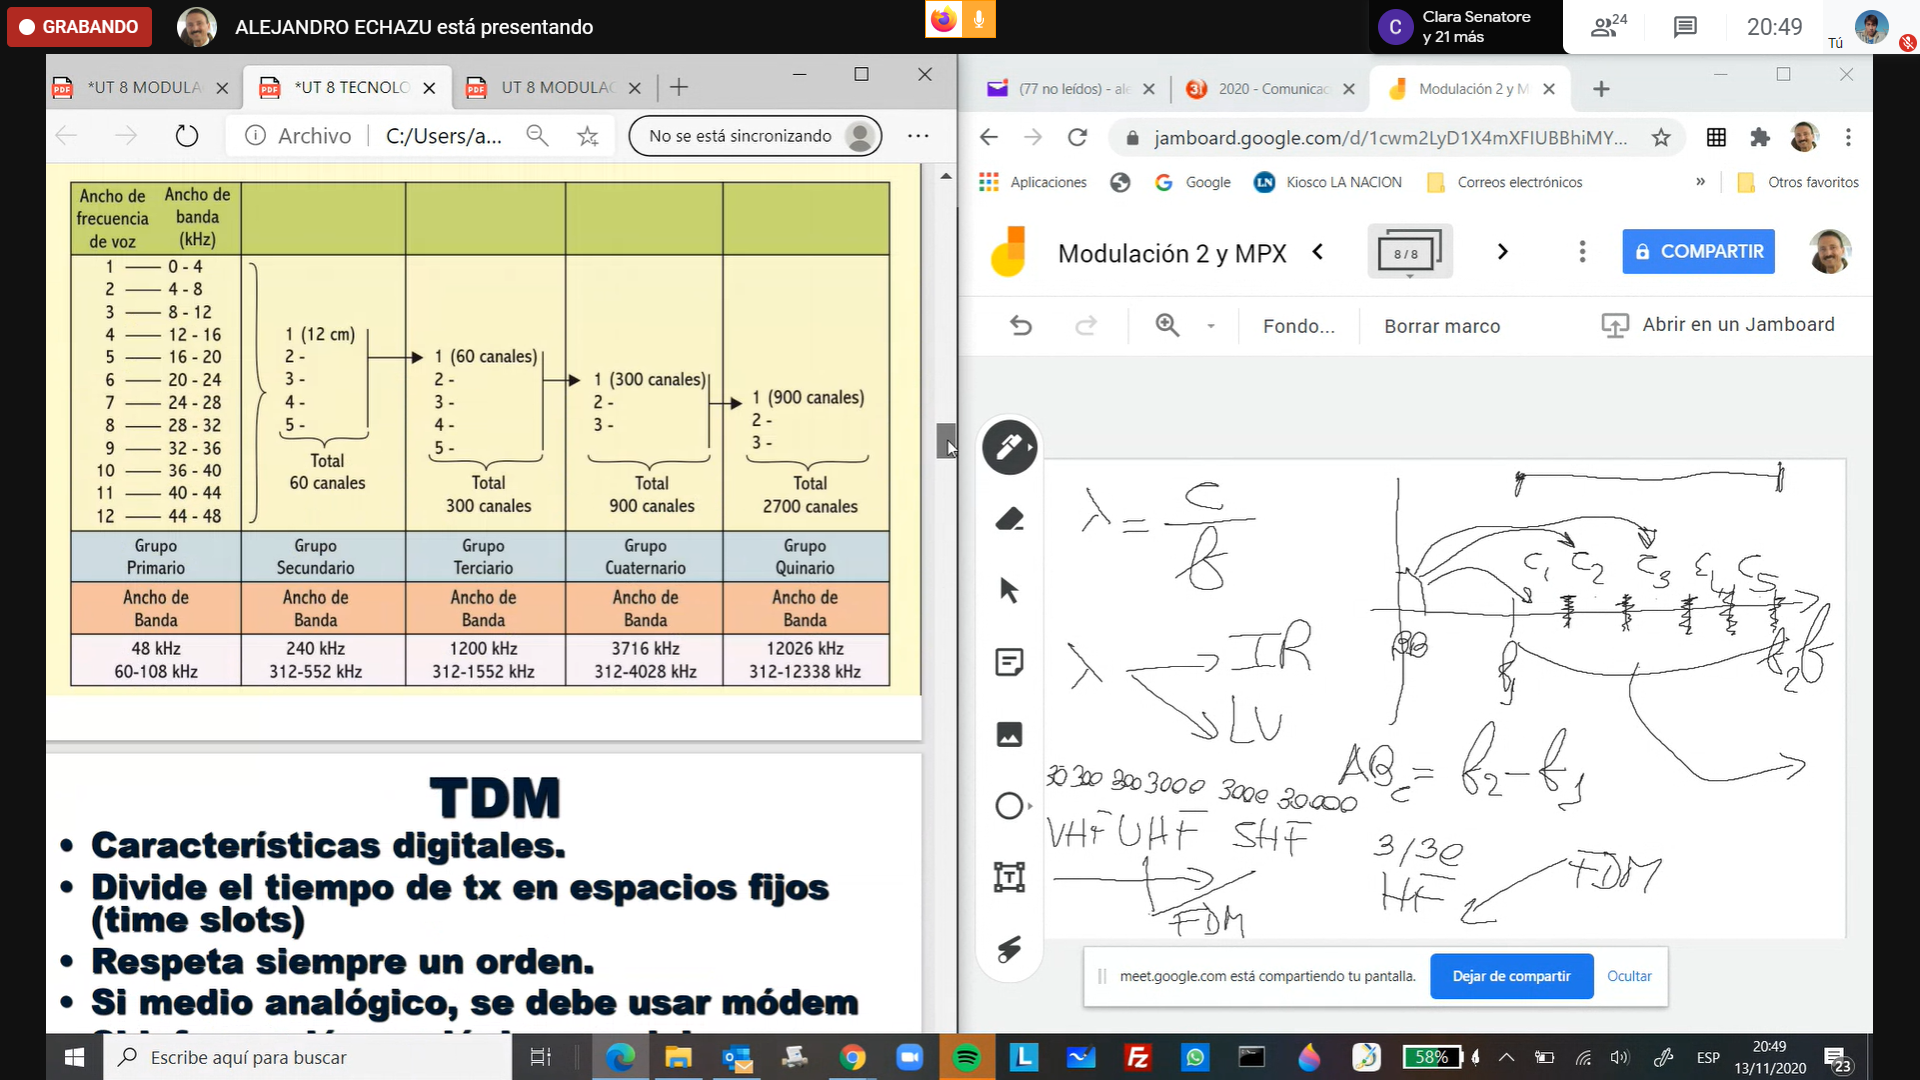 GRABANDO
ALEJANDRO ECHAZU está presentando
C
Clara Senatore
y 21 más
24
20:49
Tú
*UT 8 MODULA
*UT 8 TECNOLO
UT 8 MODULAC
Archivo
C:/Users/a...
No se está sincronizando
(77 no leídos) - ale
2020 - Comunicac
Modulación 2 y M
jamboard.google.com/d/1cwm2LyD1X4mXFIUBBhiMY...
Aplicaciones
Google
LN
Kiosco LA NACION
Correos electrónicos
»
Otros favoritos
Modulación 2 y MPX
8 / 8
COMPARTIR
Fondo...
Borrar marco
Abrir en un Jamboard
Ancho de frecuencia de voz
Ancho de banda (kHz)
1 0 - 4
2 4 - 8
3 8 - 12
4 12 - 16
5 16 - 20
6 20 - 24
7 24 - 28
8 28 - 32
9 32 - 36
10 36 - 40
11 40 - 44
12 44 - 48
1 (12 cm)
2 -
3 -
4 -
5 -
Total
60 canales
1 (60 canales)
2 -
3 -
4 -
5 -
Total
300 canales
1 (300 canales)
2 -
3 -
Total
900 canales
1 (900 canales)
2 -
3 -
Total
2700 canales
Grupo Primario
Grupo Secundario
Grupo Terciario
Grupo Cuaternario
Grupo Quinario
Ancho de Banda
Ancho de Banda
Ancho de Banda
Ancho de Banda
Ancho de Banda
48 kHz 240 kHz 1200 kHz 3716 kHz 12026 kHz
60-108 kHz 312-552 kHz 312-1552 kHz 312-4028 kHz 312-12338 kHz
TDM
• Características digitales.
• Divide el tiempo de tx en espacios fijos
(time slots)
• Respeta siempre un orden.
• Si medio analógico, se debe usar módem
λ = c / f
λ IR
LV
C1 C2 C3 C4 C5
BB
f1
f2
f
ABc = f2 - f1
30 300 300 3000 3000 30000
VHF UHF SHF
3/30
HF
FDM
FDM
meet.google.com está compartiendo tu pantalla.
Dejar de compartir
Ocultar
Escribe aquí para buscar
58%
ESP
20:49
13/11/2020
23